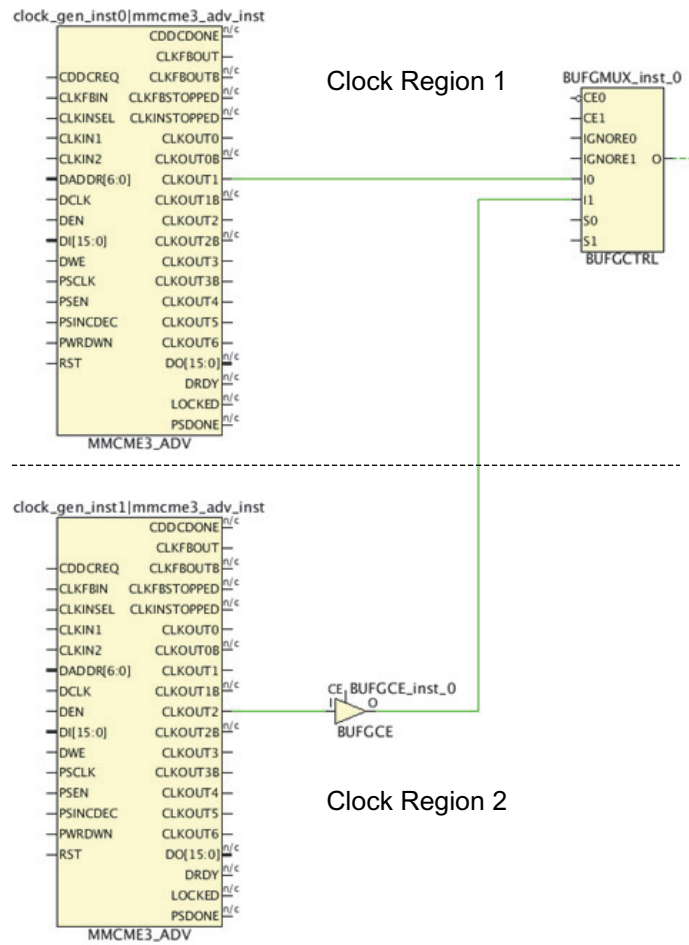 clock_gen_inst0|mmcme3_adv_inst
CDDCDONE n/c
CLKFBOUT
CDDCREQ CLKFBOUTB n/c
CLKFBIN CLKFBSTOPPED n/c
CLKINSEL CLKINSTOPPED n/c
CLKIN1 CLKOUT0
CLKIN2 CLKOUT0B n/c
DADDR[6:0] CLKOUT1
DCLK CLKOUT1B n/c
DEN CLKOUT2
DI[15:0] CLKOUT2B n/c
DWE CLKOUT3
PSCLK CLKOUT3B n/c
PSEN CLKOUT4
PSINCDEC CLKOUT5
PWRDWN CLKOUT6
RST DO[15:0] n/c
DRDY n/c
LOCKED n/c
PSDONE n/c
MMCME3_ADV
Clock Region 1
BUFGMUX_inst_0
CE0
CE1
IGNORE0
IGNORE1 O
I0
I1
S0
S1
BUFGCTRL
clock_gen_inst1|mmcme3_adv_inst
CDDCDONE n/c
CLKFBOUT
CDDCREQ CLKFBOUTB n/c
CLKFBIN CLKFBSTOPPED n/c
CLKINSEL CLKINSTOPPED n/c
CLKIN1 CLKOUT0
CLKIN2 CLKOUT0B n/c
DADDR[6:0] CLKOUT1
DCLK CLKOUT1B n/c
DEN CLKOUT2
DI[15:0] CLKOUT2B n/c
DWE CLKOUT3
PSCLK CLKOUT3B n/c
PSEN CLKOUT4
PSINCDEC CLKOUT5
PWRDWN CLKOUT6
RST DO[15:0] n/c
DRDY n/c
LOCKED n/c
PSDONE n/c
MMCME3_ADV
CE BUFGCE_inst_0
I O
BUFGCE
Clock Region 2